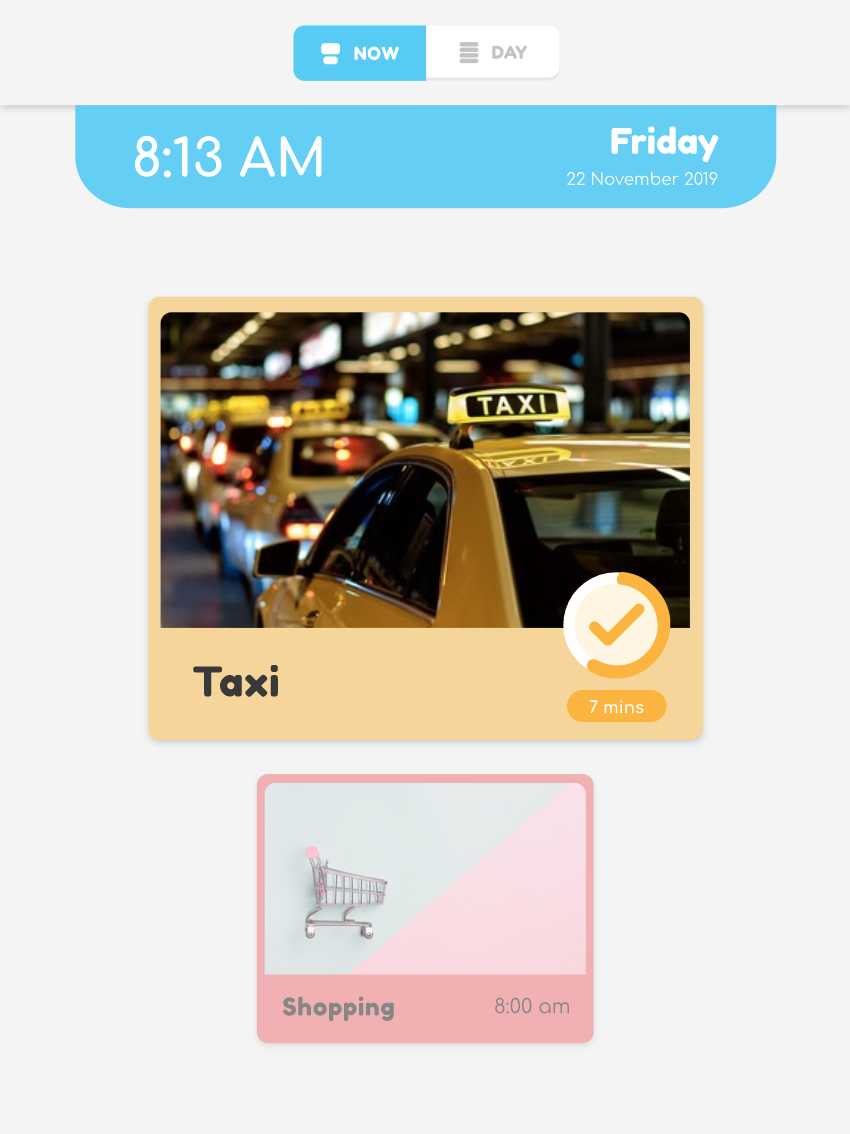 NOW
DAY
8:13 AM
Friday
22 November 2019
TAXI
Taxi
7 mins
Shopping
8:00 am